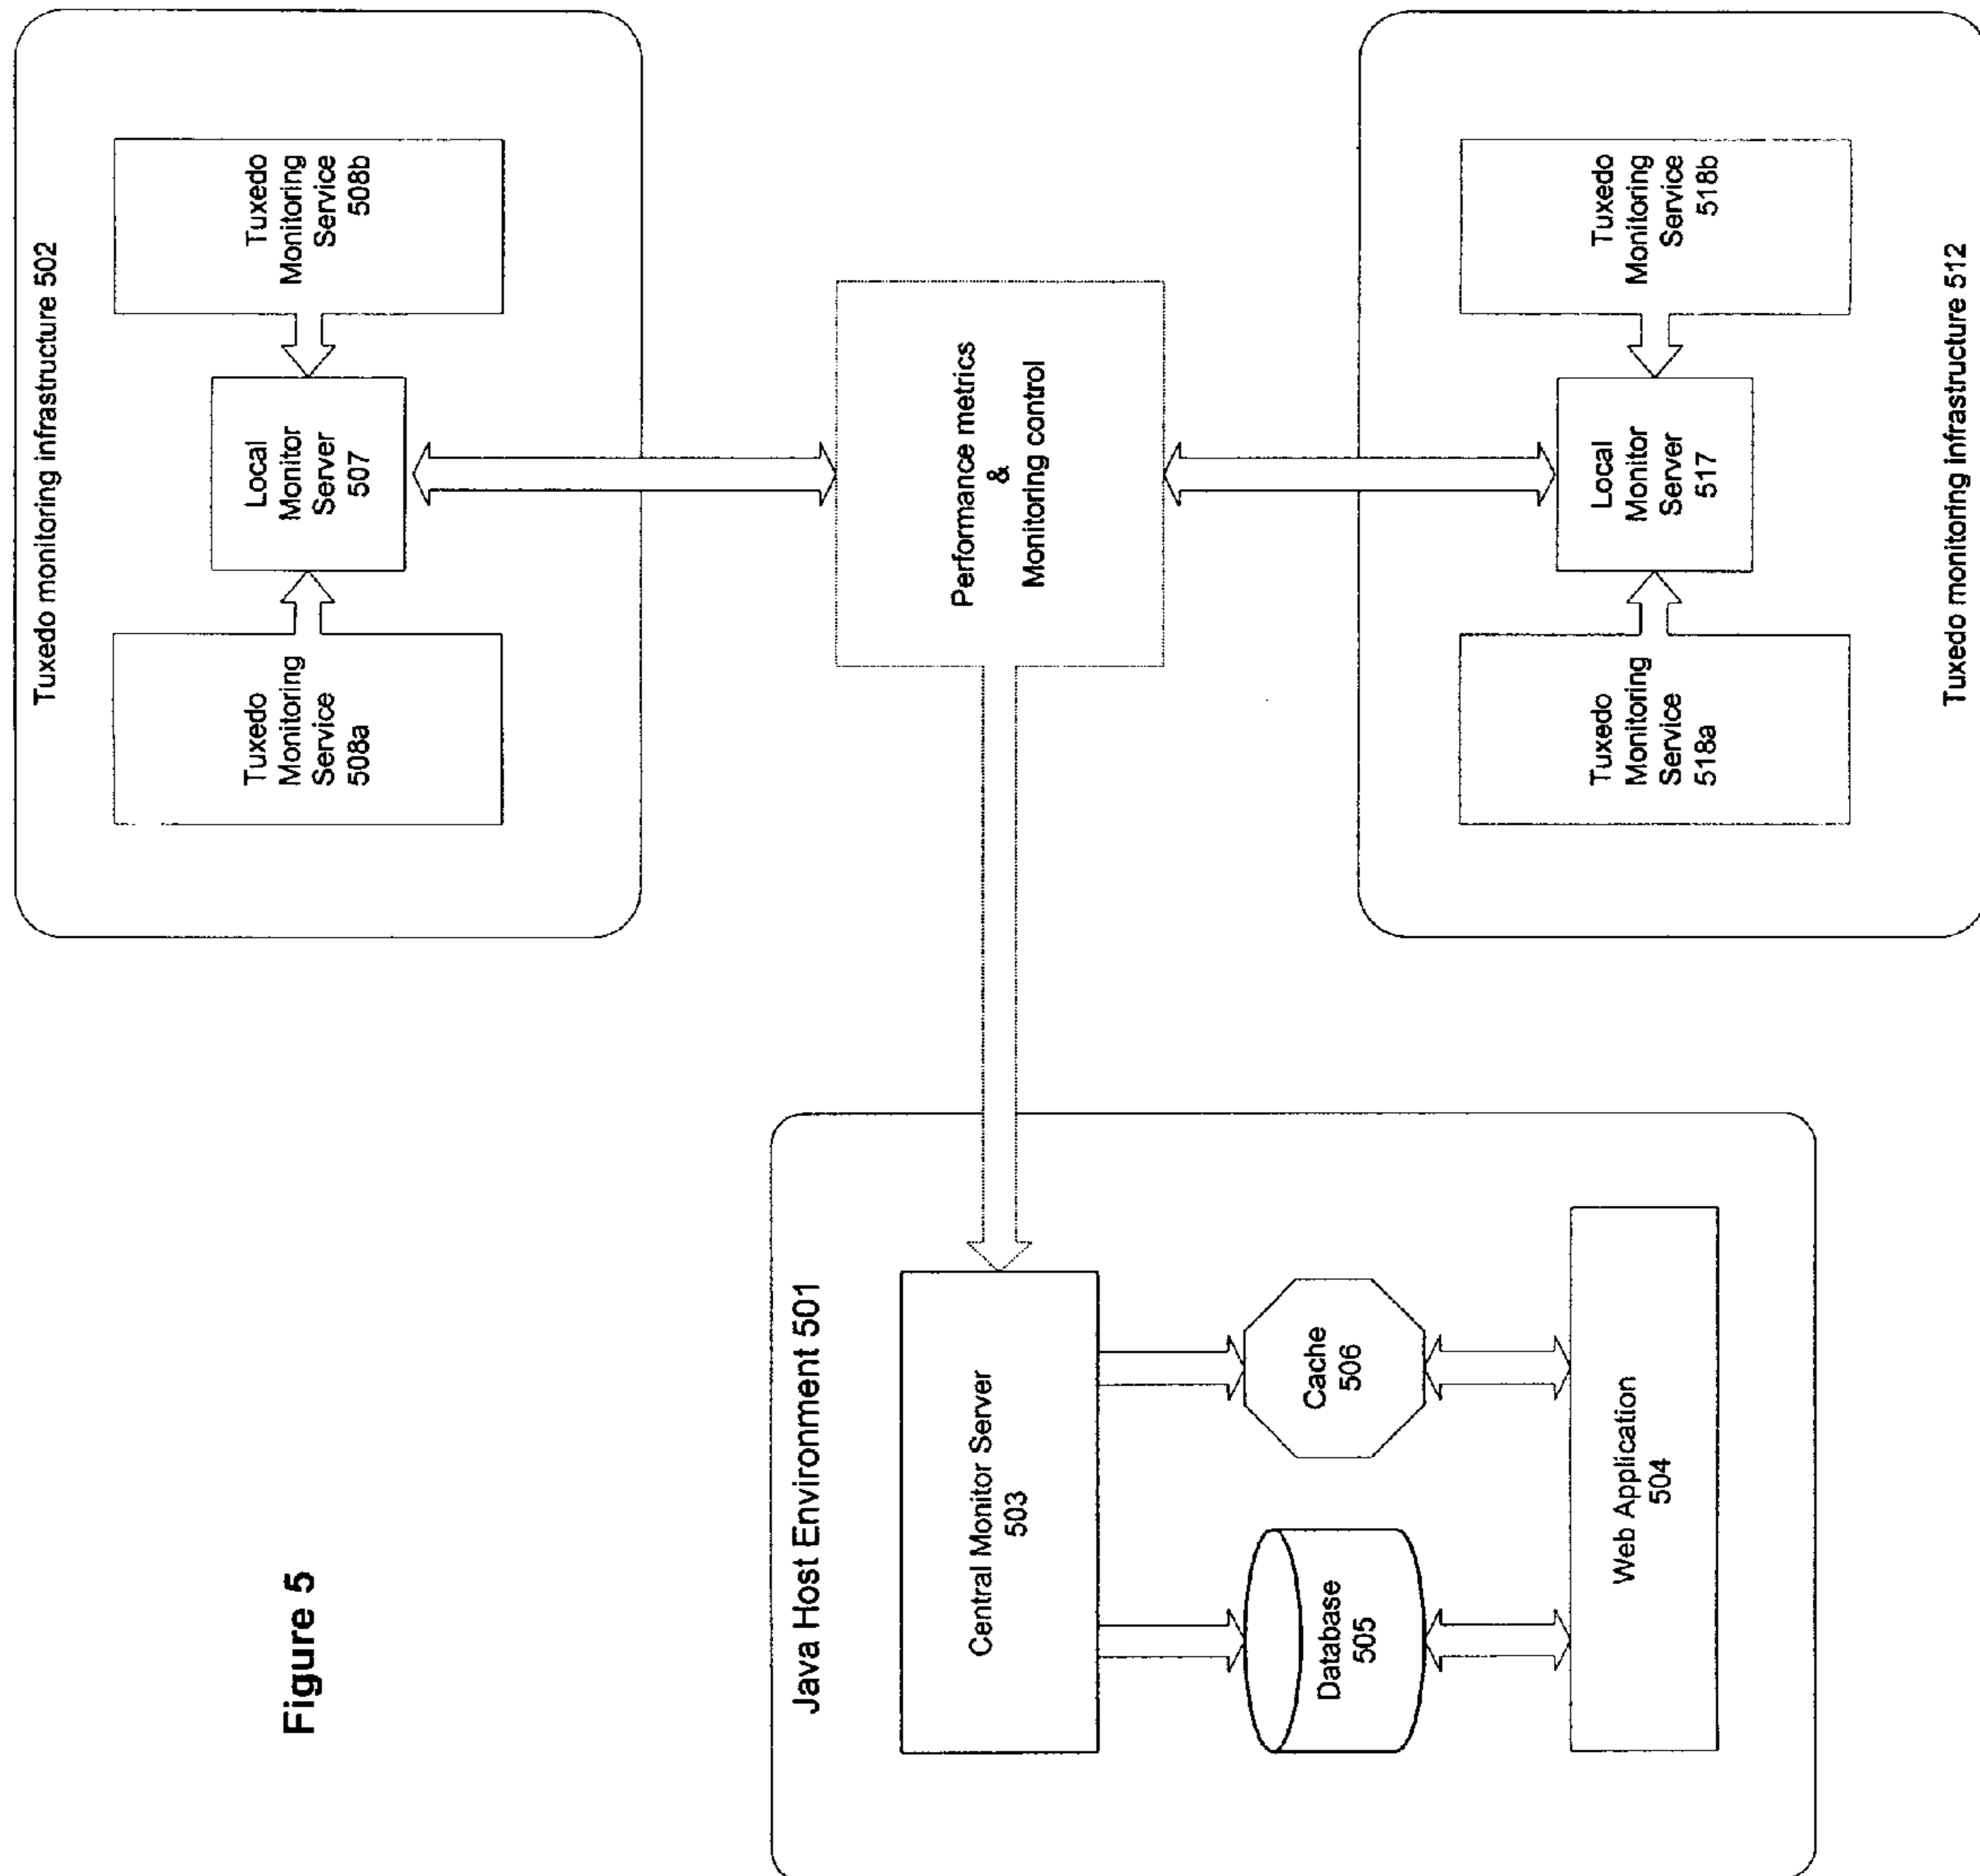 Figure 5
Java Host Environment 501
Central Monitor Server
503
Database
505
Cache
506
Web Application
504
Tuxedo monitoring infrastructure 502
Tuxedo
Monitoring
Service
508a
Local
Monitor
Server
507
Tuxedo
Monitoring
Service
508b
Performance metrics
&
Monitoring control
Tuxedo
Monitoring
Service
518a
Local
Monitor
Server
517
Tuxedo
Monitoring
Service
518b
Tuxedo monitoring infrastructure 512